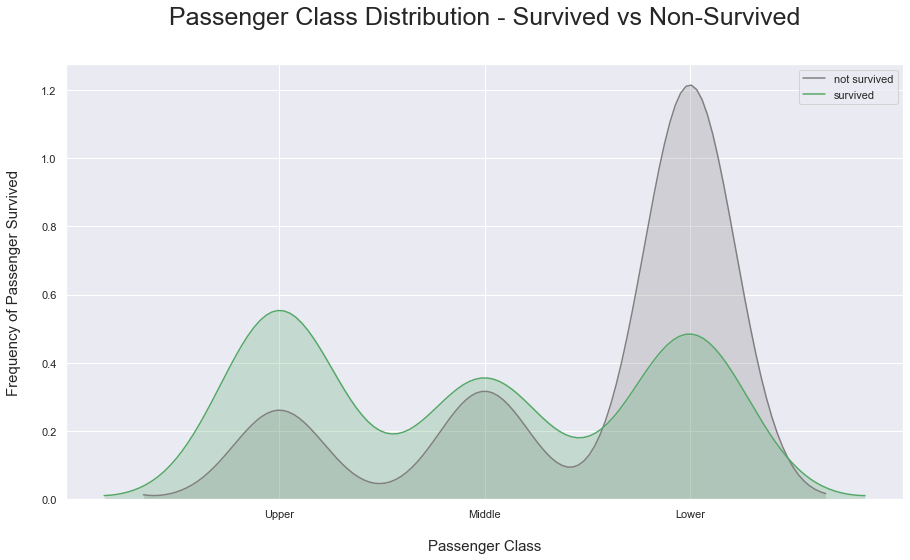 Passenger Class Distribution - Survived vs Non-Survived
not survived
survived
Frequency of Passenger Survived
1.2
1.0
0.8
0.6
0.4
0.2
0.0
Upper Middle Lower
Passenger Class